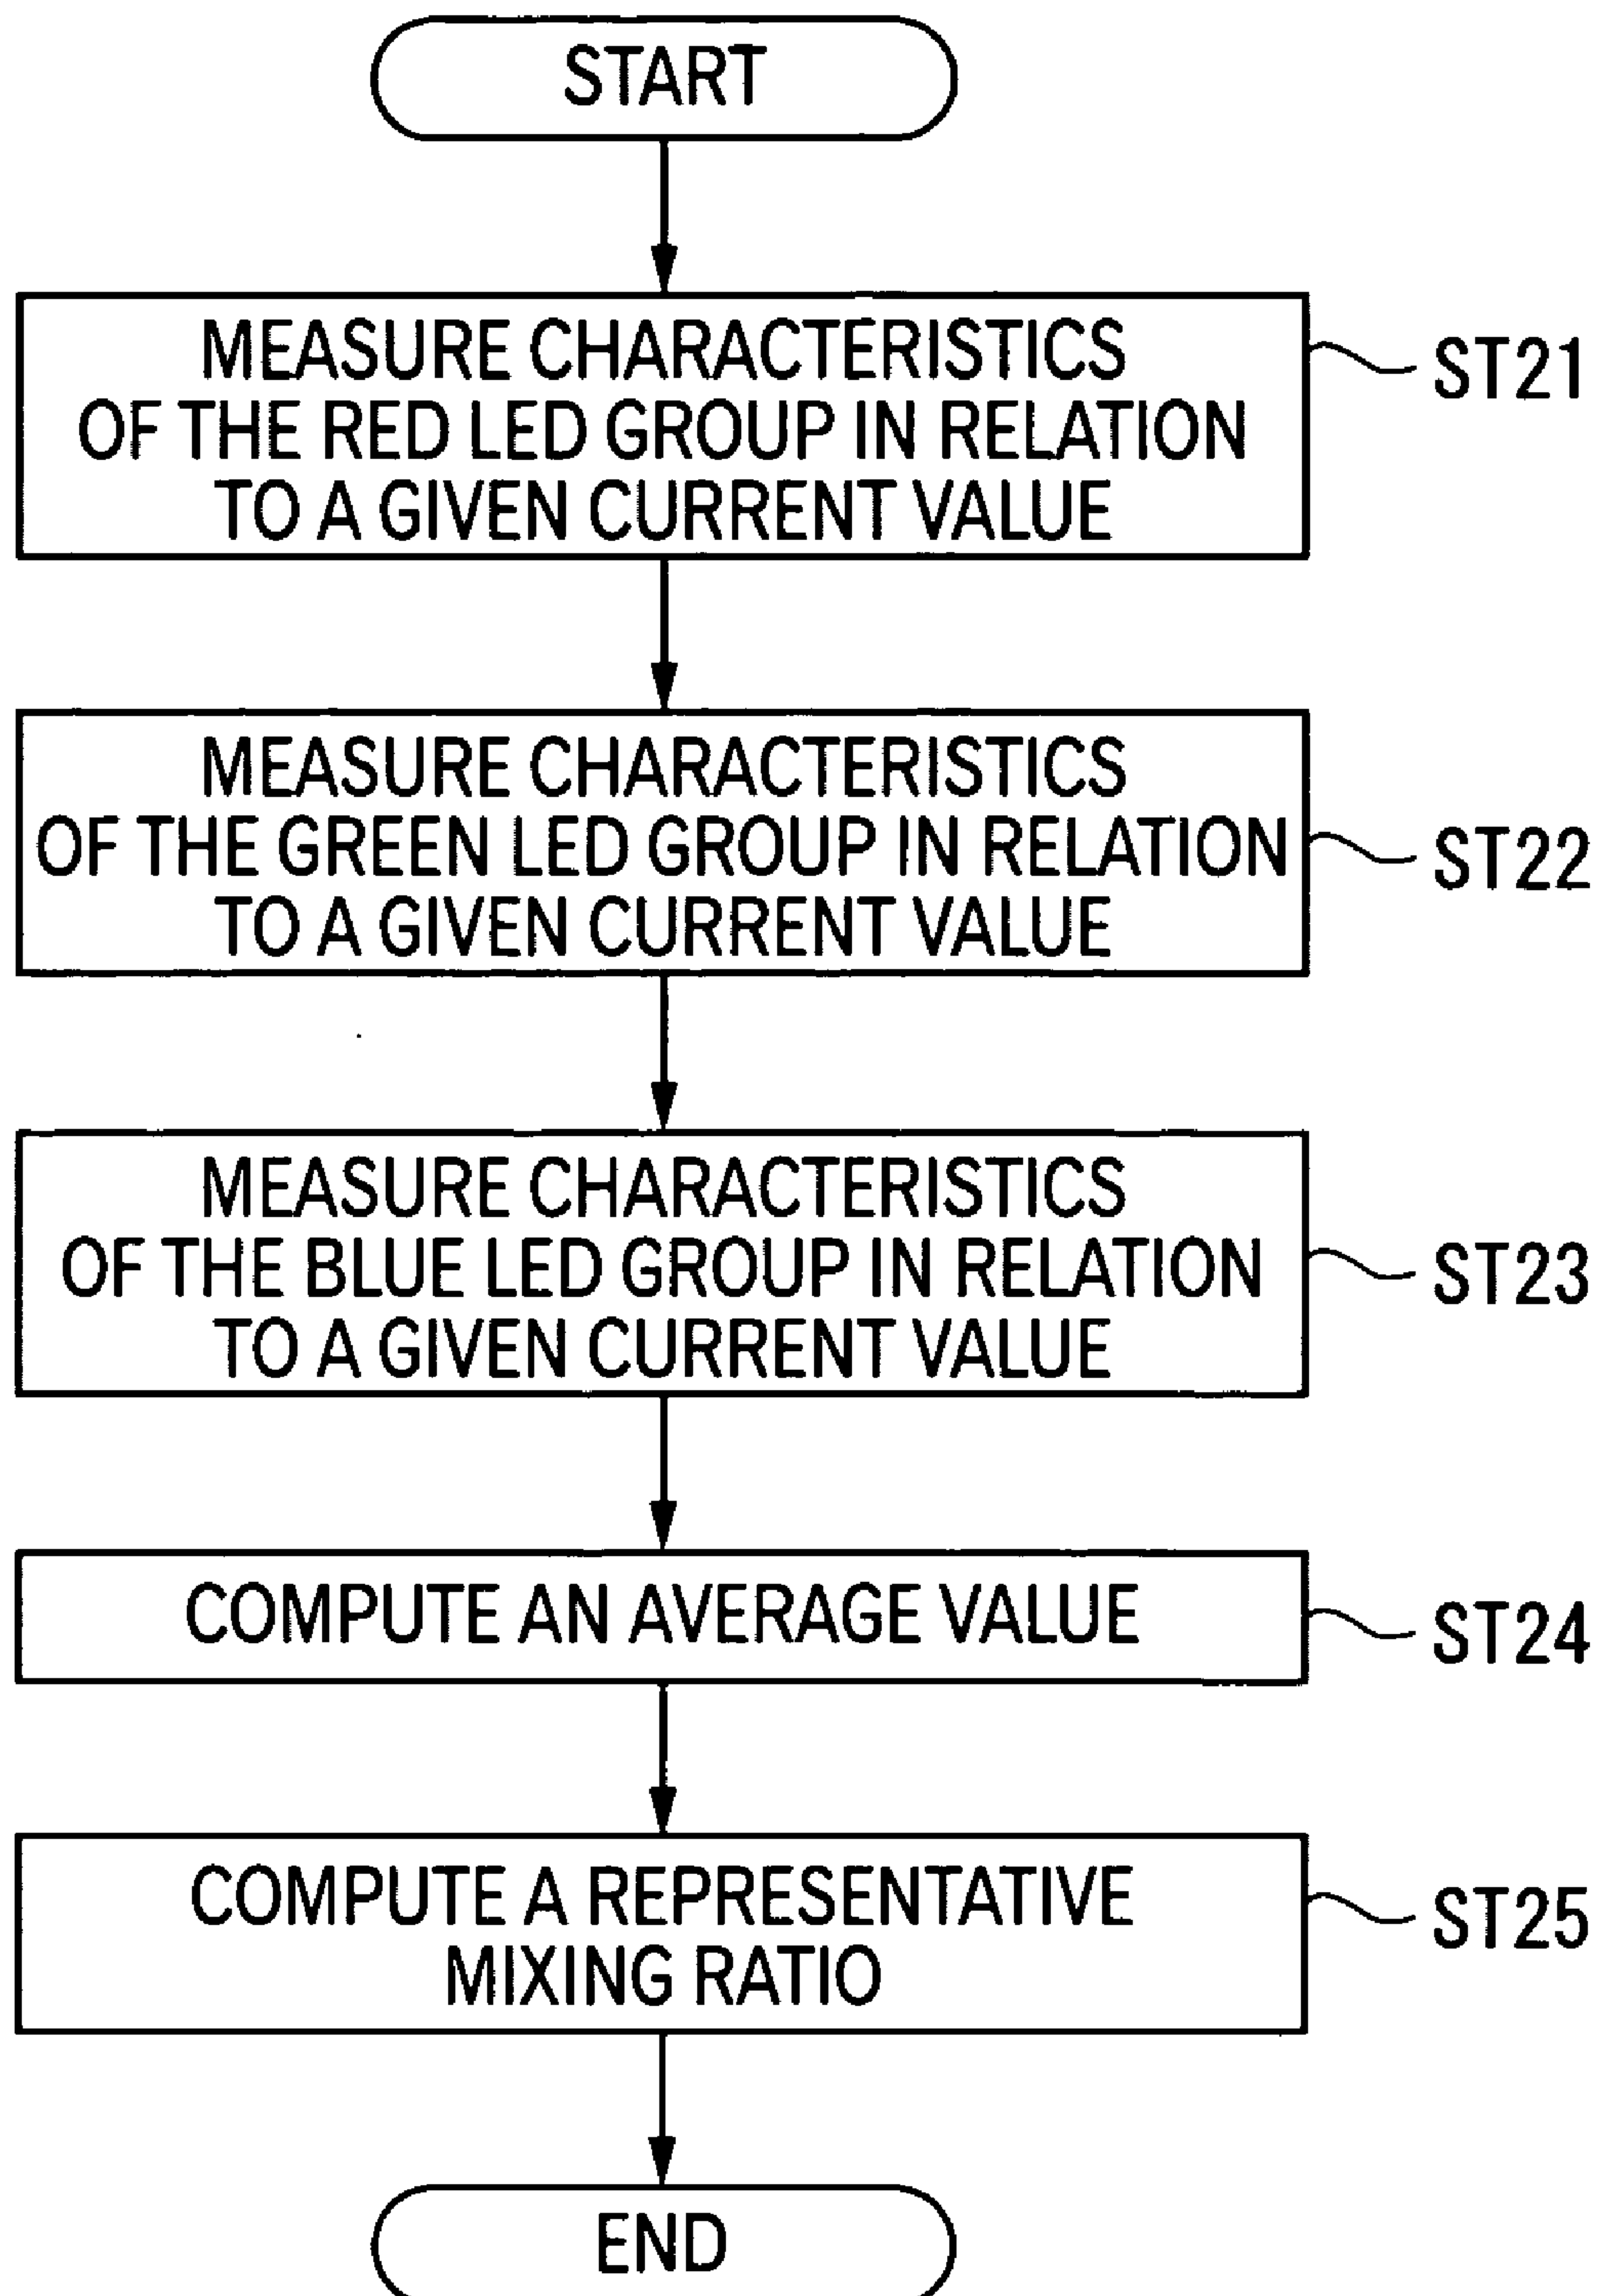 START
MEASURE CHARACTERISTICS
OF THE RED LED GROUP IN RELATION
TO A GIVEN CURRENT VALUE
ST21
MEASURE CHARACTERISTICS
OF THE GREEN LED GROUP IN RELATION
TO A GIVEN CURRENT VALUE
ST22
MEASURE CHARACTERISTICS
OF THE BLUE LED GROUP IN RELATION
TO A GIVEN CURRENT VALUE
ST23
COMPUTE AN AVERAGE VALUE
ST24
COMPUTE A REPRESENTATIVE
MIXING RATIO
ST25
END